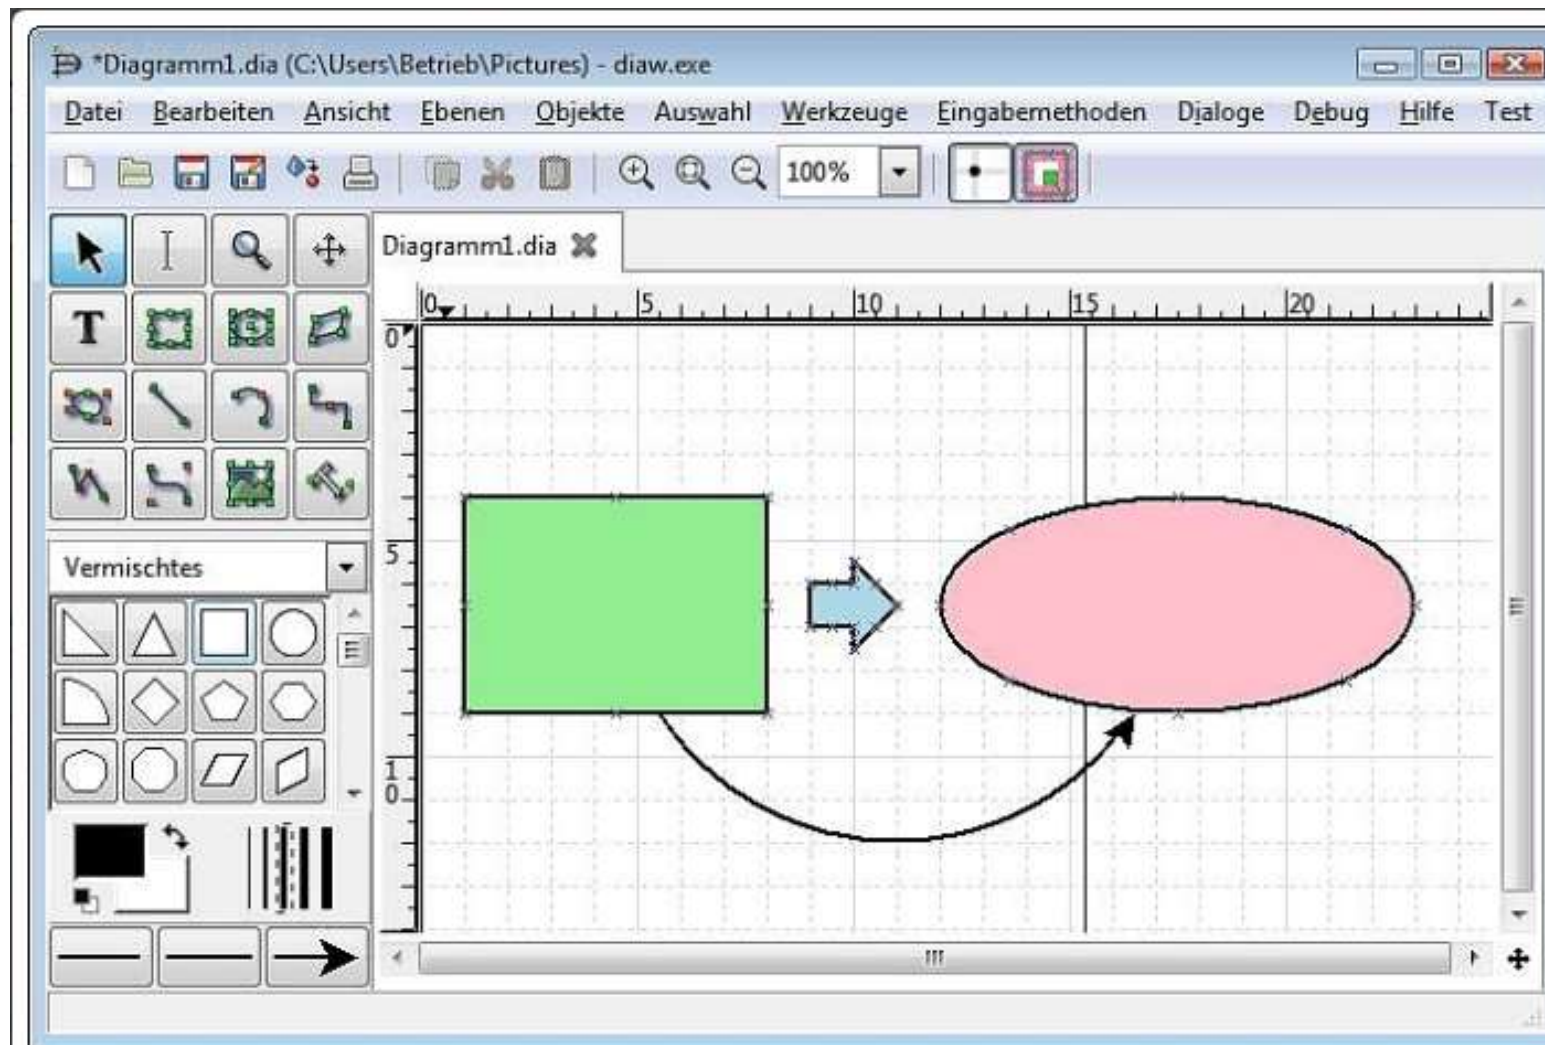 *Diagramm1.dia (C:\Users\Betrieb\Pictures) - diaw.exe
Datei Bearbeiten Ansicht Ebenen Objekte Auswahl Werkzeuge Eingabemethoden Dialoge Debug Hilfe Test
100%
Diagramm1.dia
0 5 10 15 20
T
0
Vermischtes
5
10